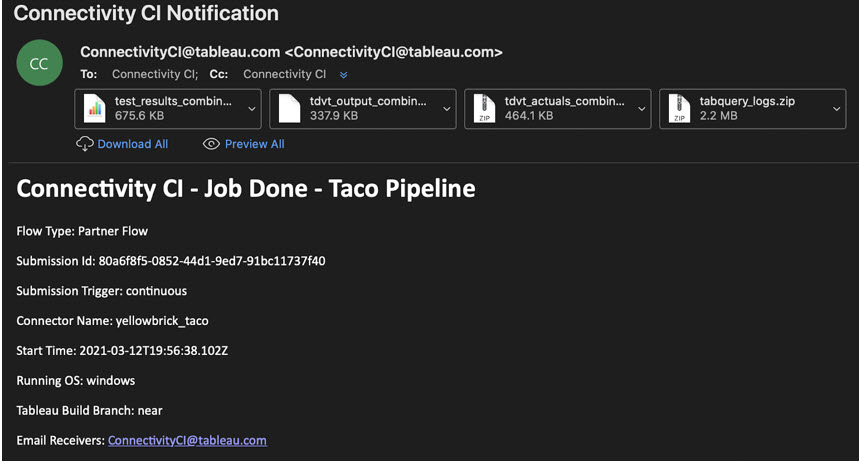 Connectivity CI Notification
CC
ConnectivityCI@tableau.com <ConnectivityCI@tableau.com>
To: Connectivity CI; Cc: Connectivity CI
test_results_combin...
675.6 KB
tdvt_output_combin...
337.9 KB
ZIP
tdvt_actuals_combin...
464.1 KB
ZIP
tabquery_logs.zip
2.2 MB
Download All
Preview All
Connectivity CI - Job Done - Taco Pipeline
Flow Type: Partner Flow
Submission Id: 80a6f8f5-0852-44d1-9ed7-91bc11737f40
Submission Trigger: continuous
Connector Name: yellowbrick_taco
Start Time: 2021-03-12T19:56:38.102Z
Running OS: windows
Tableau Build Branch: near
Email Receivers: ConnectivityCI@tableau.com